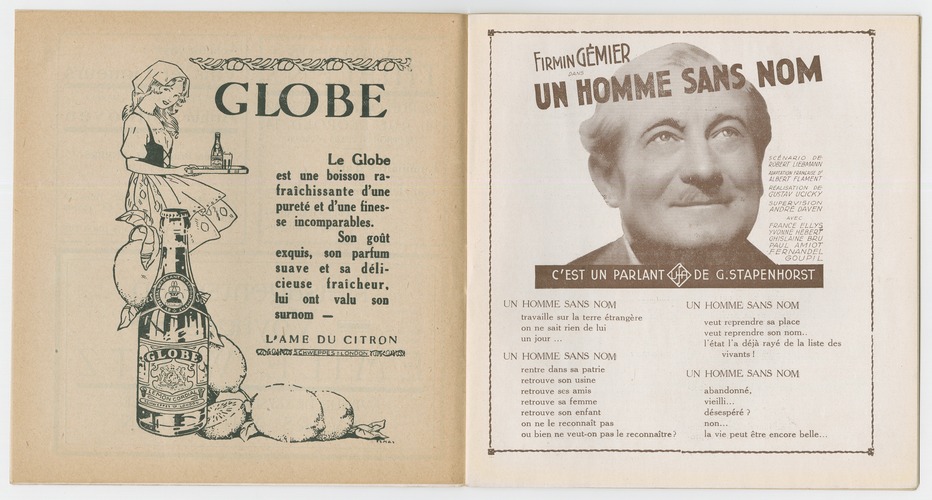 GLOBE
Le Globe
est une boisson ra-
fraîchissante d'une
pureté et d'une fines-
se incomparables.
Son goût
exquis, son parfum
suave et sa déli-
cieuse fraîcheur,
lui ont valu son
surnom —
L'AME DU CITRON
SCHWEPPES LONDON
GLOBE
LEMON
Firmin GÉMIER
DANS
UN HOMME SANS NOM
SCÉNARIO DE
ROBERT LIEBMANN
ADAPTATION FRANÇAISE D'
ALBERT FLAMENT
RÉALISATION DE
GUSTAV UCICKY
SUPERVISION
ANDRÉ DAVEN
AVEC
FRANCE ELLYS
YVONNE HÉBERT
GHISLAINE BRU
PAUL AMIOT
FERNANDEL
GOUPIL
C'EST UN PARLANT UFA DE G. STAPENHORST
UN HOMME SANS NOM
travaille sur la terre étrangère
on ne sait rien de lui
un jour ...
UN HOMME SANS NOM
rentre dans sa patrie
retrouve son usine
retrouve ses amis
retrouve sa femme
retrouve son enfant
on ne le reconnaît pas
ou bien ne veut-on pas le reconnaître?
UN HOMME SANS NOM
veut reprendre sa place
veut reprendre son nom..
l'état l'a déjà rayé de la liste des
vivants !
UN HOMME SANS NOM
abandonné,
vieilli...
désespéré ?
non...
la vie peut être encore belle...